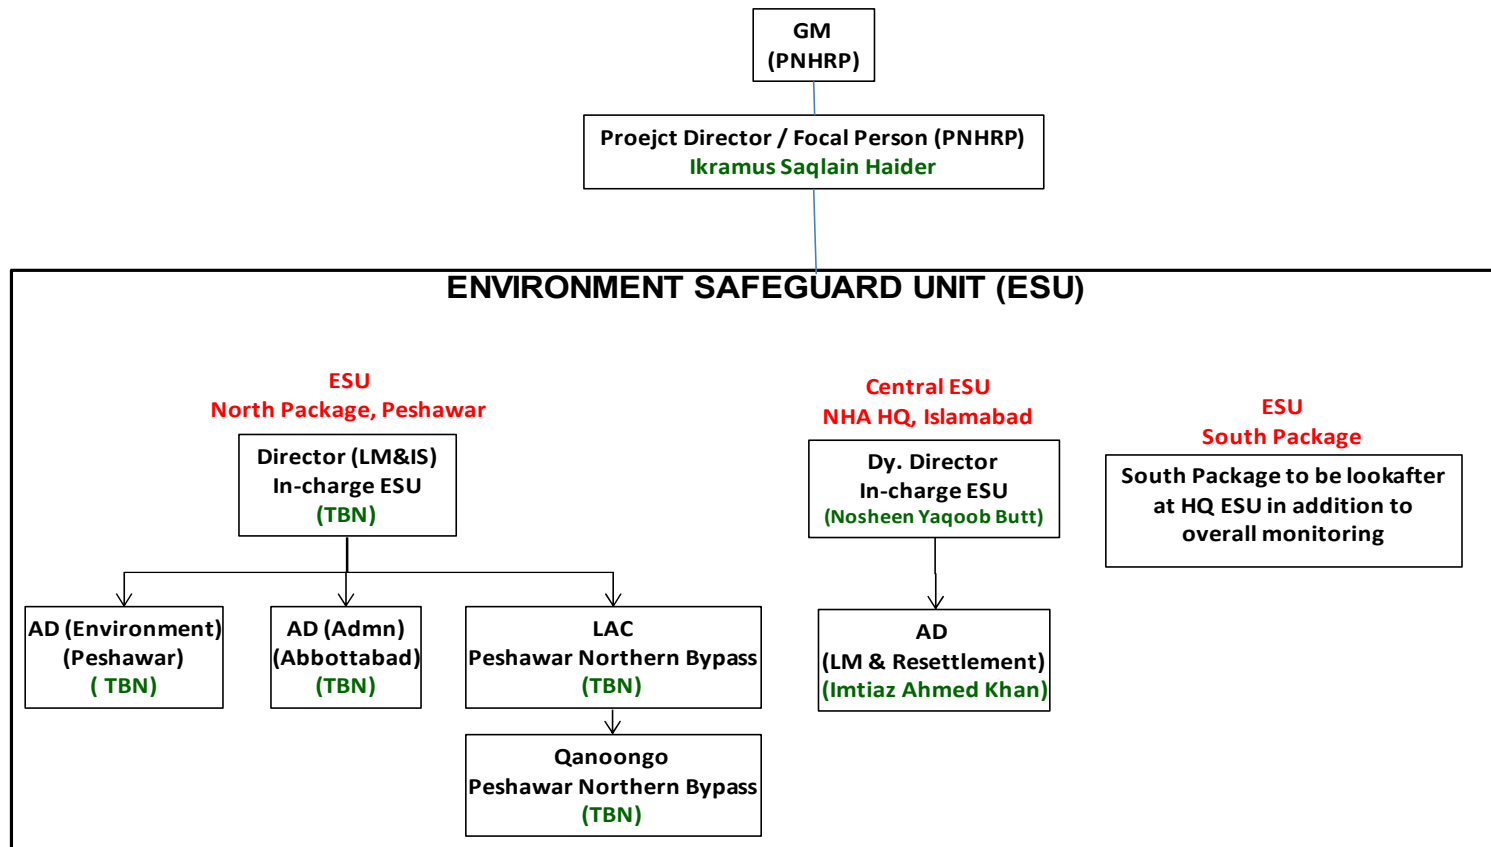 GM
(PNHRP)
Proejct Director / Focal Person (PNHRP)
Ikramus Saqlain Haider
ENVIRONMENT SAFEGUARD UNIT (ESU)
ESU
North Package, Peshawar
Director (LM&IS)
In-charge ESU
(TBN)
AD (Environment)
(Peshawar)
( TBN)
AD (Admn)
(Abbottabad)
(TBN)
LAC
Peshawar Northern Bypass
(TBN)
Qanoongo
Peshawar Northern Bypass
(TBN)
Central ESU
NHA HQ, Islamabad
Dy. Director
In-charge ESU
(Nosheen Yaqoob Butt)
AD
(LM & Resettlement)
(Imtiaz Ahmed Khan)
ESU
South Package
South Package to be lookafter
at HQ ESU in addition to
overall monitoring